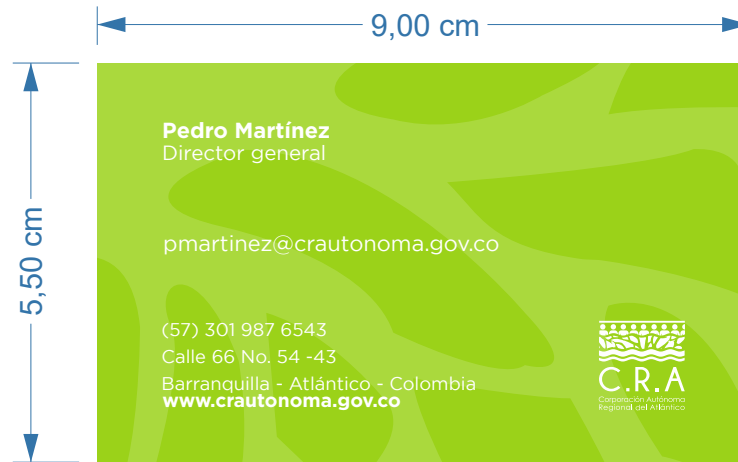 9,00 cm
5,50 cm
Pedro Martínez
Director general
pmartinez@crautonoma.gov.co
(57) 301 987 6543
Calle 66 No. 54 -43
Barranquilla - Atlántico - Colombia
www.crautonoma.gov.co
C.R.A
Corporación Autónoma
Regional del Atlántico